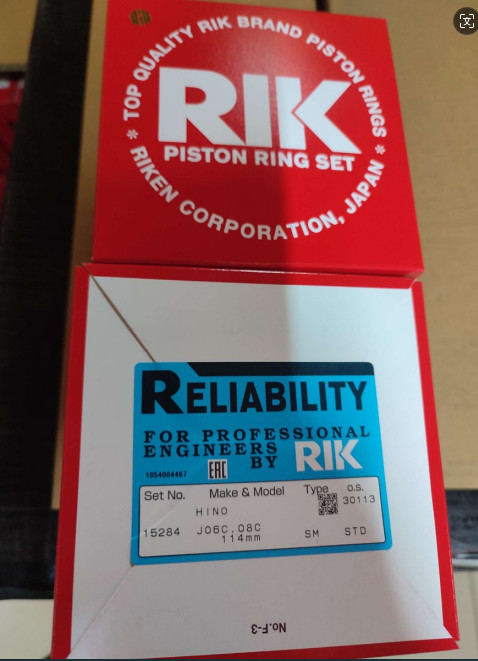 * TOP QUALITY RIK BRAND PISTON RINGS *
RIK
PISTON RING SET
RIKEN CORPORATION, JAPAN
RELIABILITY
FOR PROFESSIONAL
ENGINEERS
BY RIK
1954004467
EAC
Set No. Make & Model Type O.S.
30113
HINO
15284 J06C.08C SM STD
114mm
No.F-3